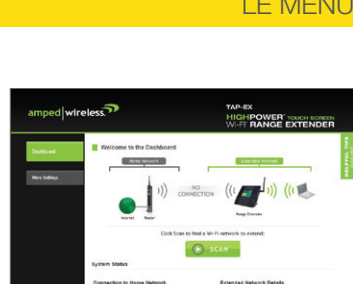 LE MENU
amped wireless
TAP-EX
HIGHPOWER TOUCH SCREEN
Wi-Fi RANGE EXTENDER
Dashboard
More Settings
Welcome to the Dashboard
HELPFUL TIPS
Home Network
Extended Network
NO
CONNECTION
Internet
Router
Range Extender
Click Scan to find a Wi-Fi network to extend:
SCAN
System Status
Connection to Home Network
Extended Network Details